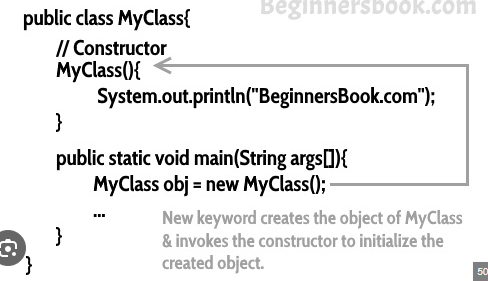 Beginnersbook.com
public class MyClass{
// Constructor
MyClass(){
System.out.println("BeginnersBook.com");
}
public static void main(String args[]){
MyClass obj = new MyClass();
...
New keyword creates the object of MyClass
} & invokes the constructor to initialize the
} created object.
50